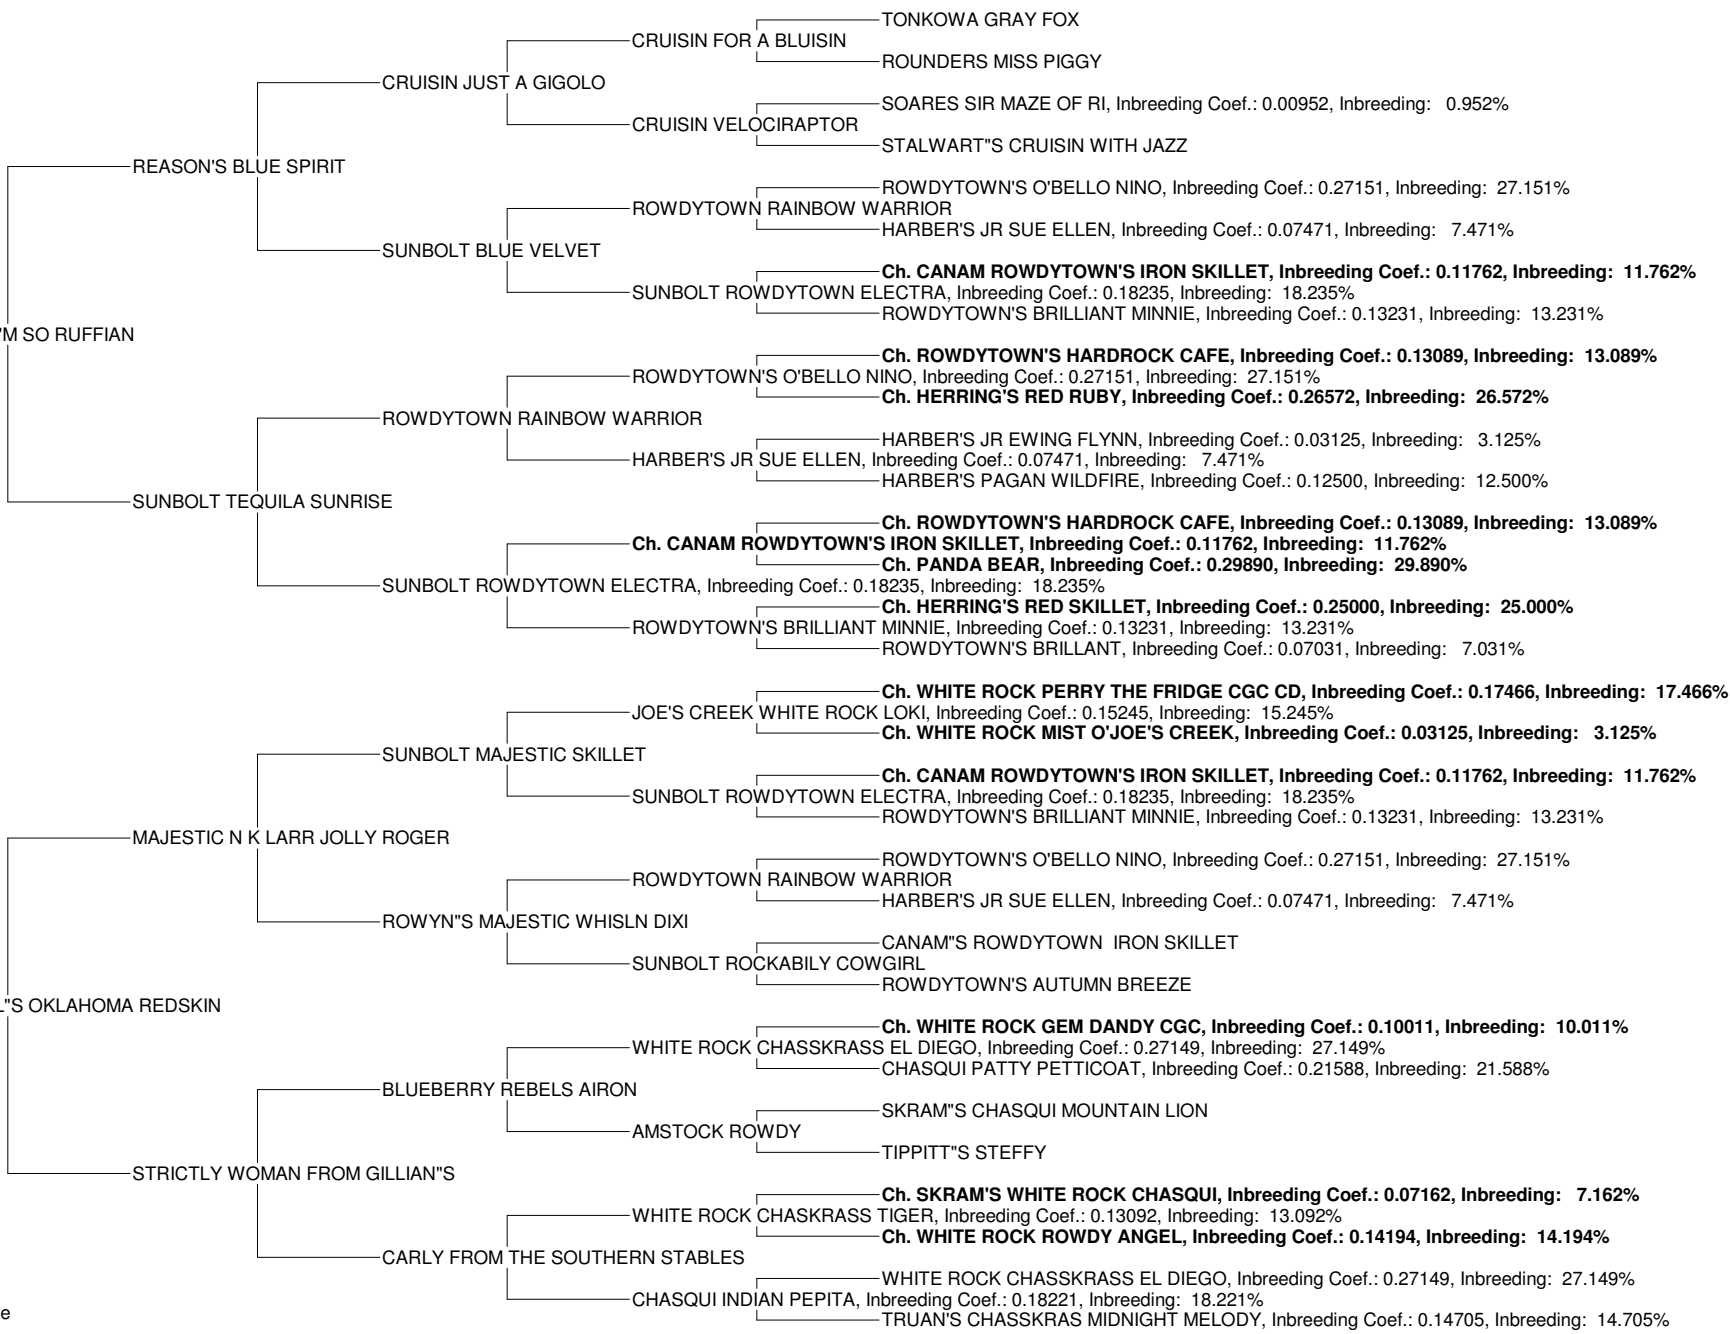 TONKOWA GRAY FOX
CRUISIN FOR A BLUISIN
ROUNDERS MISS PIGGY
CRUISIN JUST A GIGOLO
SOARES SIR MAZE OF RI, Inbreeding Coef.: 0.00952, Inbreeding: 0.952%
CRUISIN VELOCIRAPTOR
STALWART"S CRUISIN WITH JAZZ
REASON'S BLUE SPIRIT
ROWDYTOWN'S O'BELLO NINO, Inbreeding Coef.: 0.27151, Inbreeding: 27.151%
ROWDYTOWN RAINBOW WARRIOR
HARBER'S JR SUE ELLEN, Inbreeding Coef.: 0.07471, Inbreeding: 7.471%
SUNBOLT BLUE VELVET
Ch. CANAM ROWDYTOWN'S IRON SKILLET, Inbreeding Coef.: 0.11762, Inbreeding: 11.762%
SUNBOLT ROWDYTOWN ELECTRA, Inbreeding Coef.: 0.18235, Inbreeding: 18.235%
ROWDYTOWN'S BRILLIANT MINNIE, Inbreeding Coef.: 0.13231, Inbreeding: 13.231%
'M SO RUFFIAN
Ch. ROWDYTOWN'S HARDROCK CAFE, Inbreeding Coef.: 0.13089, Inbreeding: 13.089%
ROWDYTOWN'S O'BELLO NINO, Inbreeding Coef.: 0.27151, Inbreeding: 27.151%
Ch. HERRING'S RED RUBY, Inbreeding Coef.: 0.26572, Inbreeding: 26.572%
ROWDYTOWN RAINBOW WARRIOR
HARBER'S JR EWING FLYNN, Inbreeding Coef.: 0.03125, Inbreeding: 3.125%
HARBER'S JR SUE ELLEN, Inbreeding Coef.: 0.07471, Inbreeding: 7.471%
HARBER'S PAGAN WILDFIRE, Inbreeding Coef.: 0.12500, Inbreeding: 12.500%
SUNBOLT TEQUILA SUNRISE
Ch. ROWDYTOWN'S HARDROCK CAFE, Inbreeding Coef.: 0.13089, Inbreeding: 13.089%
Ch. CANAM ROWDYTOWN'S IRON SKILLET, Inbreeding Coef.: 0.11762, Inbreeding: 11.762%
Ch. PANDA BEAR, Inbreeding Coef.: 0.29890, Inbreeding: 29.890%
SUNBOLT ROWDYTOWN ELECTRA, Inbreeding Coef.: 0.18235, Inbreeding: 18.235%
Ch. HERRING'S RED SKILLET, Inbreeding Coef.: 0.25000, Inbreeding: 25.000%
ROWDYTOWN'S BRILLIANT MINNIE, Inbreeding Coef.: 0.13231, Inbreeding: 13.231%
ROWDYTOWN'S BRILLANT, Inbreeding Coef.: 0.07031, Inbreeding: 7.031%
Ch. WHITE ROCK PERRY THE FRIDGE CGC CD, Inbreeding Coef.: 0.17466, Inbreeding: 17.466%
JOE'S CREEK WHITE ROCK LOKI, Inbreeding Coef.: 0.15245, Inbreeding: 15.245%
Ch. WHITE ROCK MIST O'JOE'S CREEK, Inbreeding Coef.: 0.03125, Inbreeding: 3.125%
SUNBOLT MAJESTIC SKILLET
Ch. CANAM ROWDYTOWN'S IRON SKILLET, Inbreeding Coef.: 0.11762, Inbreeding: 11.762%
SUNBOLT ROWDYTOWN ELECTRA, Inbreeding Coef.: 0.18235, Inbreeding: 18.235%
ROWDYTOWN'S BRILLIANT MINNIE, Inbreeding Coef.: 0.13231, Inbreeding: 13.231%
MAJESTIC N K LARR JOLLY ROGER
ROWDYTOWN'S O'BELLO NINO, Inbreeding Coef.: 0.27151, Inbreeding: 27.151%
ROWDYTOWN RAINBOW WARRIOR
HARBER'S JR SUE ELLEN, Inbreeding Coef.: 0.07471, Inbreeding: 7.471%
ROWYN"S MAJESTIC WHISLN DIXI
CANAM"S ROWDYTOWN IRON SKILLET
SUNBOLT ROCKABILY COWGIRL
ROWDYTOWN'S AUTUMN BREEZE
L"S OKLAHOMA REDSKIN
Ch. WHITE ROCK GEM DANDY CGC, Inbreeding Coef.: 0.10011, Inbreeding: 10.011%
WHITE ROCK CHASSKRASS EL DIEGO, Inbreeding Coef.: 0.27149, Inbreeding: 27.149%
CHASQUI PATTY PETTICOAT, Inbreeding Coef.: 0.21588, Inbreeding: 21.588%
BLUEBERRY REBELS AIRON
SKRAM"S CHASQUI MOUNTAIN LION
AMSTOCK ROWDY
TIPPITT"S STEFFY
STRICTLY WOMAN FROM GILLIAN"S
Ch. SKRAM'S WHITE ROCK CHASQUI, Inbreeding Coef.: 0.07162, Inbreeding: 7.162%
WHITE ROCK CHASKRASS TIGER, Inbreeding Coef.: 0.13092, Inbreeding: 13.092%
Ch. WHITE ROCK ROWDY ANGEL, Inbreeding Coef.: 0.14194, Inbreeding: 14.194%
CARLY FROM THE SOUTHERN STABLES
WHITE ROCK CHASSKRASS EL DIEGO, Inbreeding Coef.: 0.27149, Inbreeding: 27.149%
CHASQUI INDIAN PEPITA, Inbreeding Coef.: 0.18221, Inbreeding: 18.221%
TRUAN'S CHASSKRAS MIDNIGHT MELODY, Inbreeding Coef.: 0.14705, Inbreeding: 14.705%
e